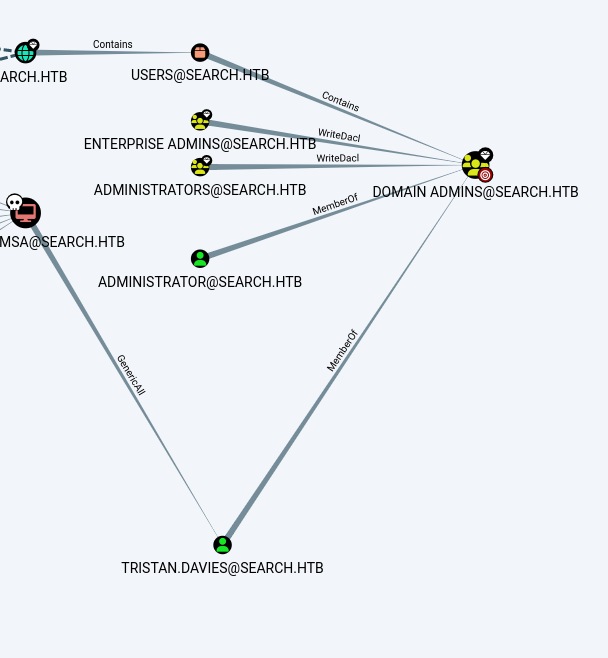 Contains
ARCH.HTB
USERS@SEARCH.HTB
Contains
ENTERPRISE ADMINS@SEARCH.HTB
WriteDacl
WriteDacl
ADMINISTRATORS@SEARCH.HTB
DOMAIN ADMINS@SEARCH.HTB
MemberOf
MSA@SEARCH.HTB
ADMINISTRATOR@SEARCH.HTB
MemberOf
GenericAll
TRISTAN.DAVIES@SEARCH.HTB